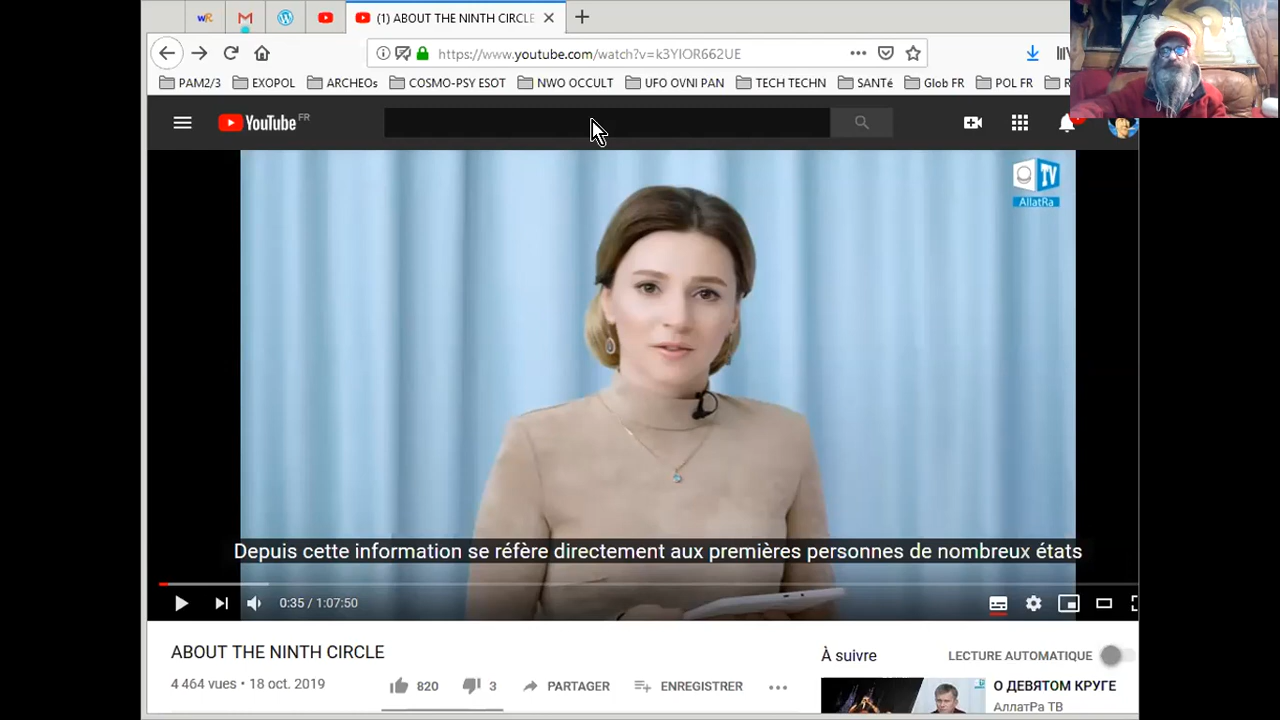 wR
(1) ABOUT THE NINTH CIRCLE
https://www.youtube.com/watch?v=k3YIOR662UE
PAM2/3 EXOPOL ARCHEOs COSMO-PSY ESOT NWO OCCULT UFO OVNI PAN TECH TECHN SANTé Glob FR POL FR
YouTube FR
TV
AllatRa
Depuis cette information se réfère directement aux premières personnes de nombreux états
0:35 / 1:07:50
ABOUT THE NINTH CIRCLE
4 464 vues • 18 oct. 2019
820 3 PARTAGER ENREGISTRER
À suivre LECTURE AUTOMATIQUE
О ДЕВЯТОМ КРУГЕ
АллатРа ТВ